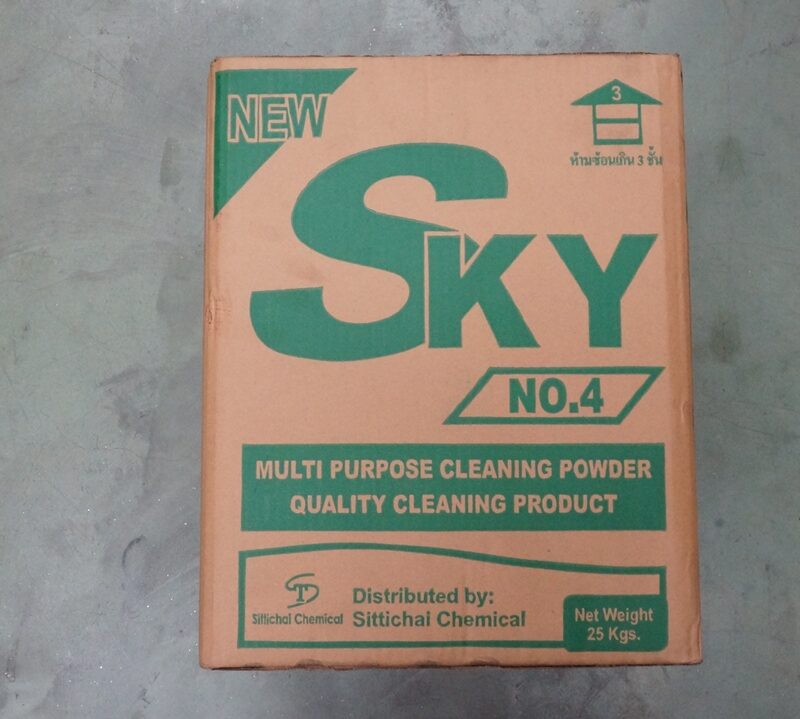 NEW
3
ห้ามซ้อนเกิน 3 ชั้น
SKY
NO.4
MULTI PURPOSE CLEANING POWDER
QUALITY CLEANING PRODUCT
Sittichai Chemical
Distributed by:
Sittichai Chemical
Net Weight
25 Kgs.